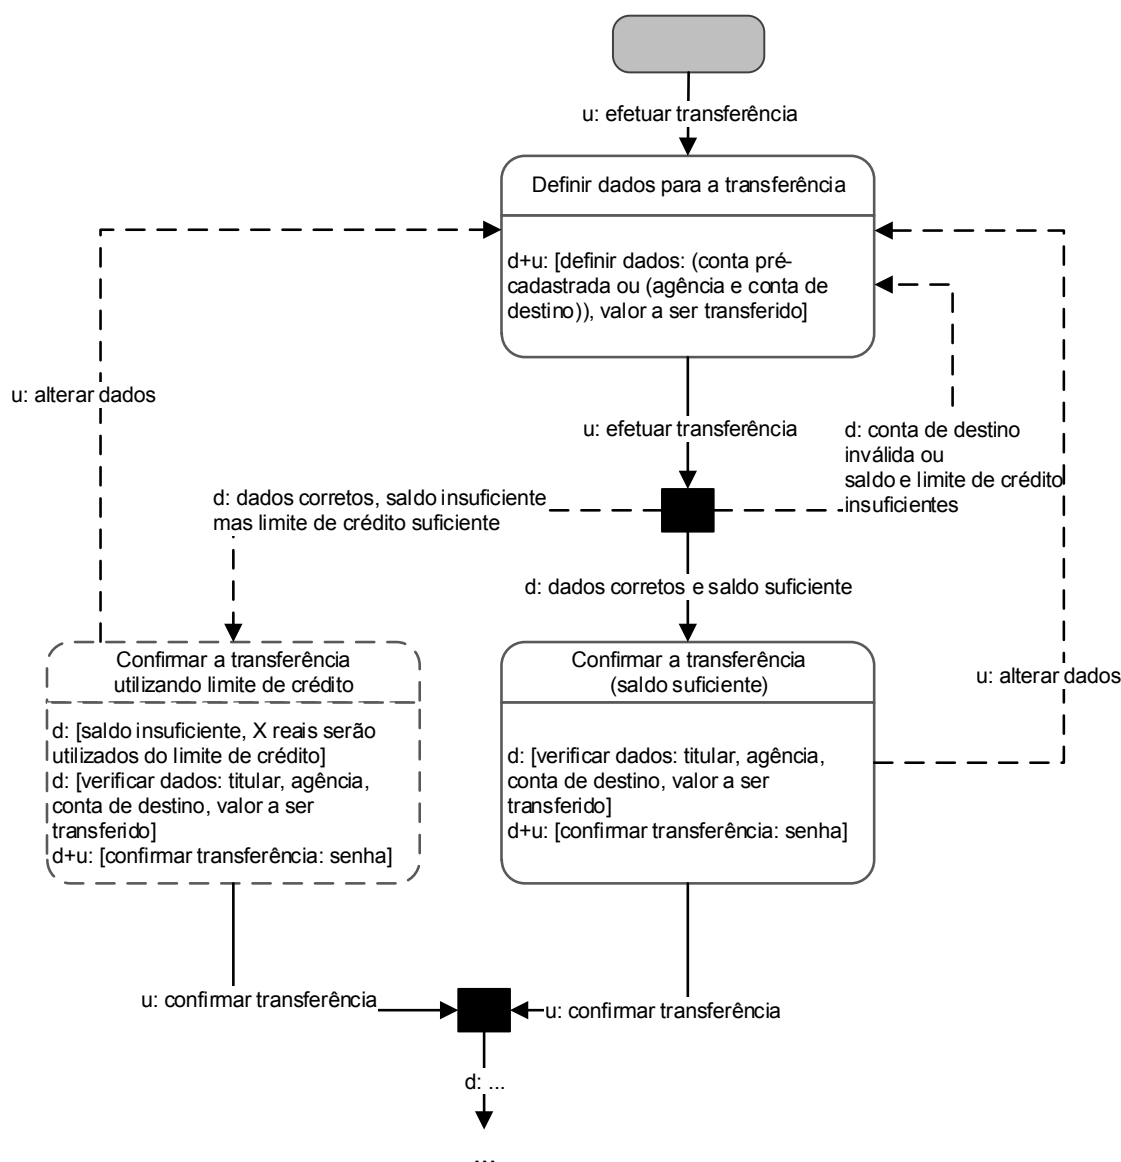 u: efetuar transferência
Definir dados para a transferência
d+u: [definir dados: (conta pré-
cadastrada ou (agência e conta de
destino)), valor a ser transferido]
u: alterar dados
u: efetuar transferência
d: conta de destino
inválida ou
saldo e limite de crédito
insuficientes
d: dados corretos, saldo insuficiente
mas limite de crédito suficiente
d: dados corretos e saldo suficiente
Confirmar a transferência
utilizando limite de crédito
d: [saldo insuficiente, X reais serão
utilizados do limite de crédito]
d: [verificar dados: titular, agência,
conta de destino, valor a ser
transferido]
d+u: [confirmar transferência: senha]
Confirmar a transferência
(saldo suficiente)
d: [verificar dados: titular, agência,
conta de destino, valor a ser
transferido]
d+u: [confirmar transferência: senha]
u: alterar dados
u: confirmar transferência
u: confirmar transferência
d: ...
...